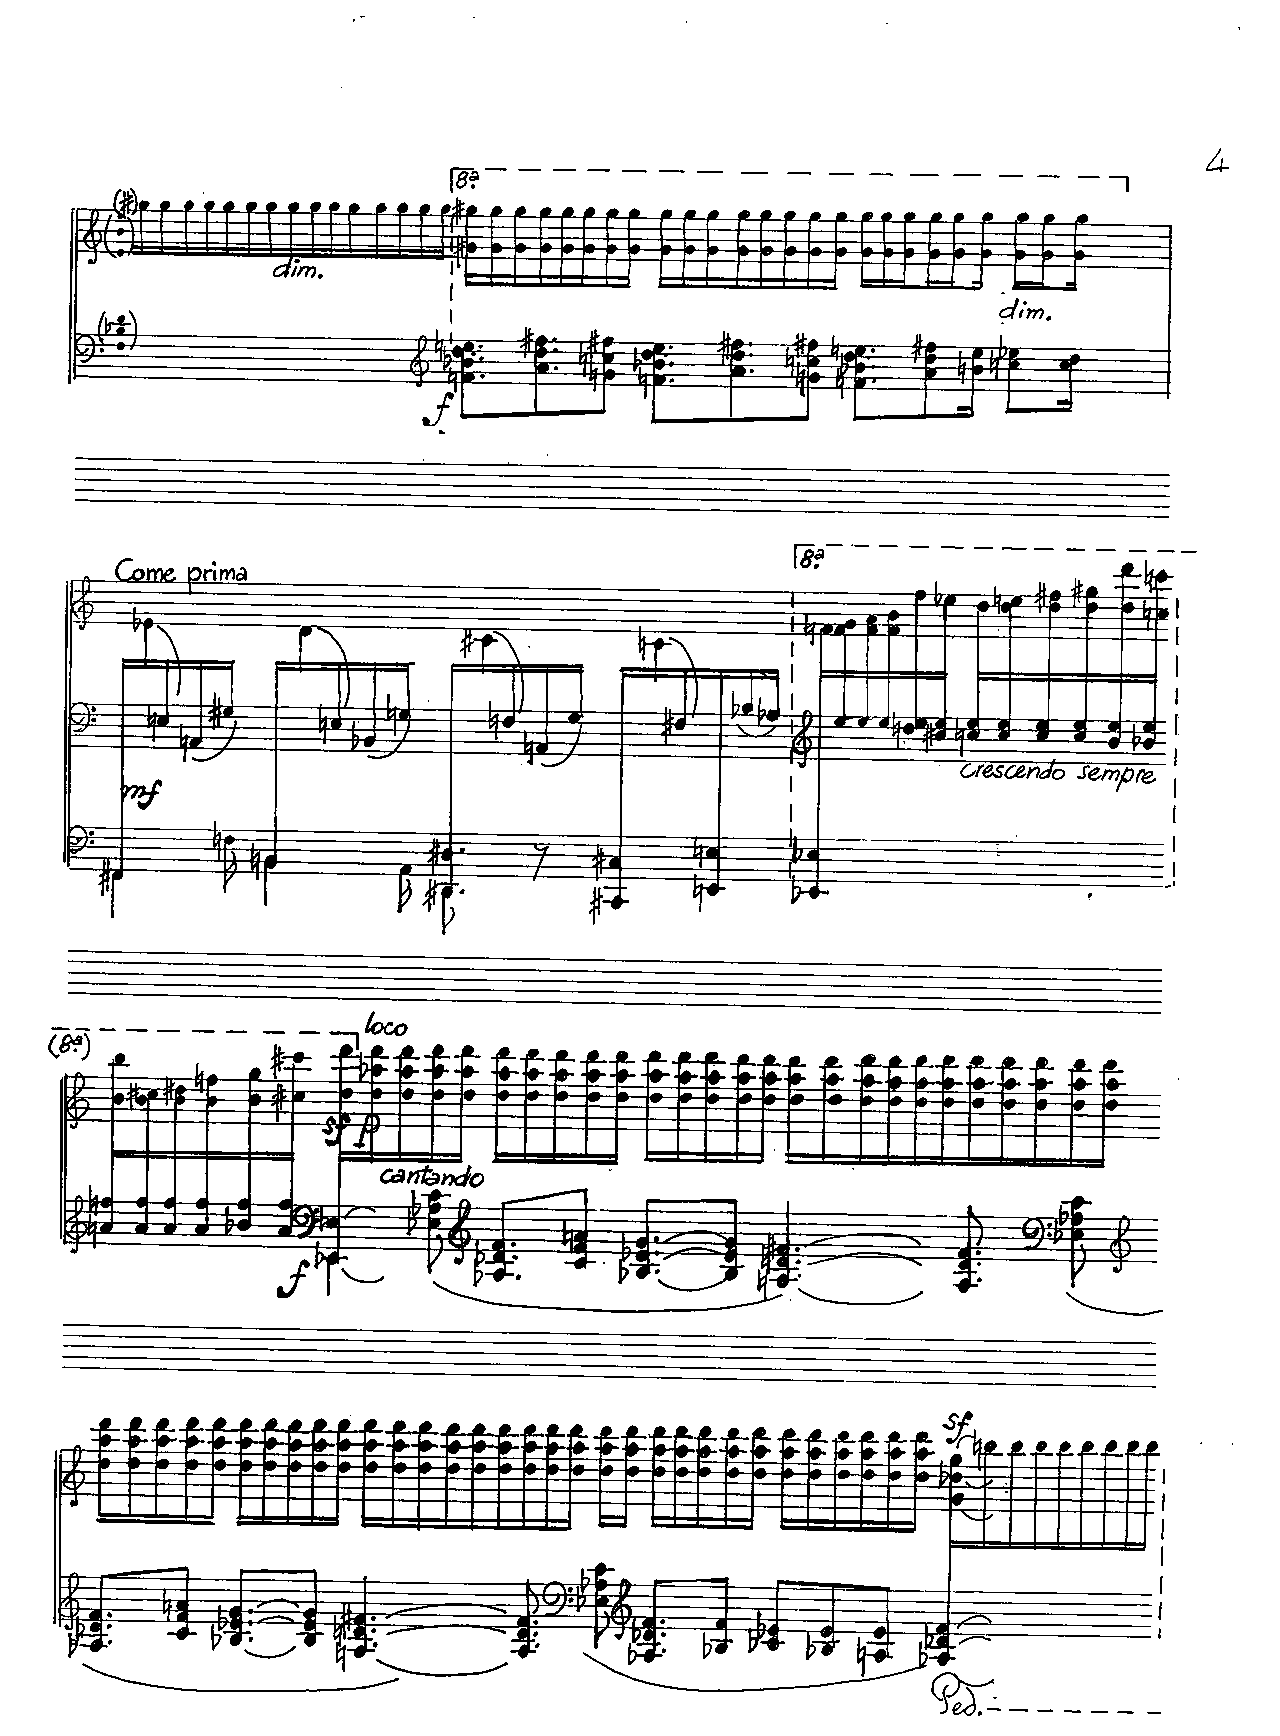 4
8ª
dim.
dim.
f
Come prima
8ª
mf
crescendo sempre
(8ª)
loco
sf p
cantando
f
sf
Ped.